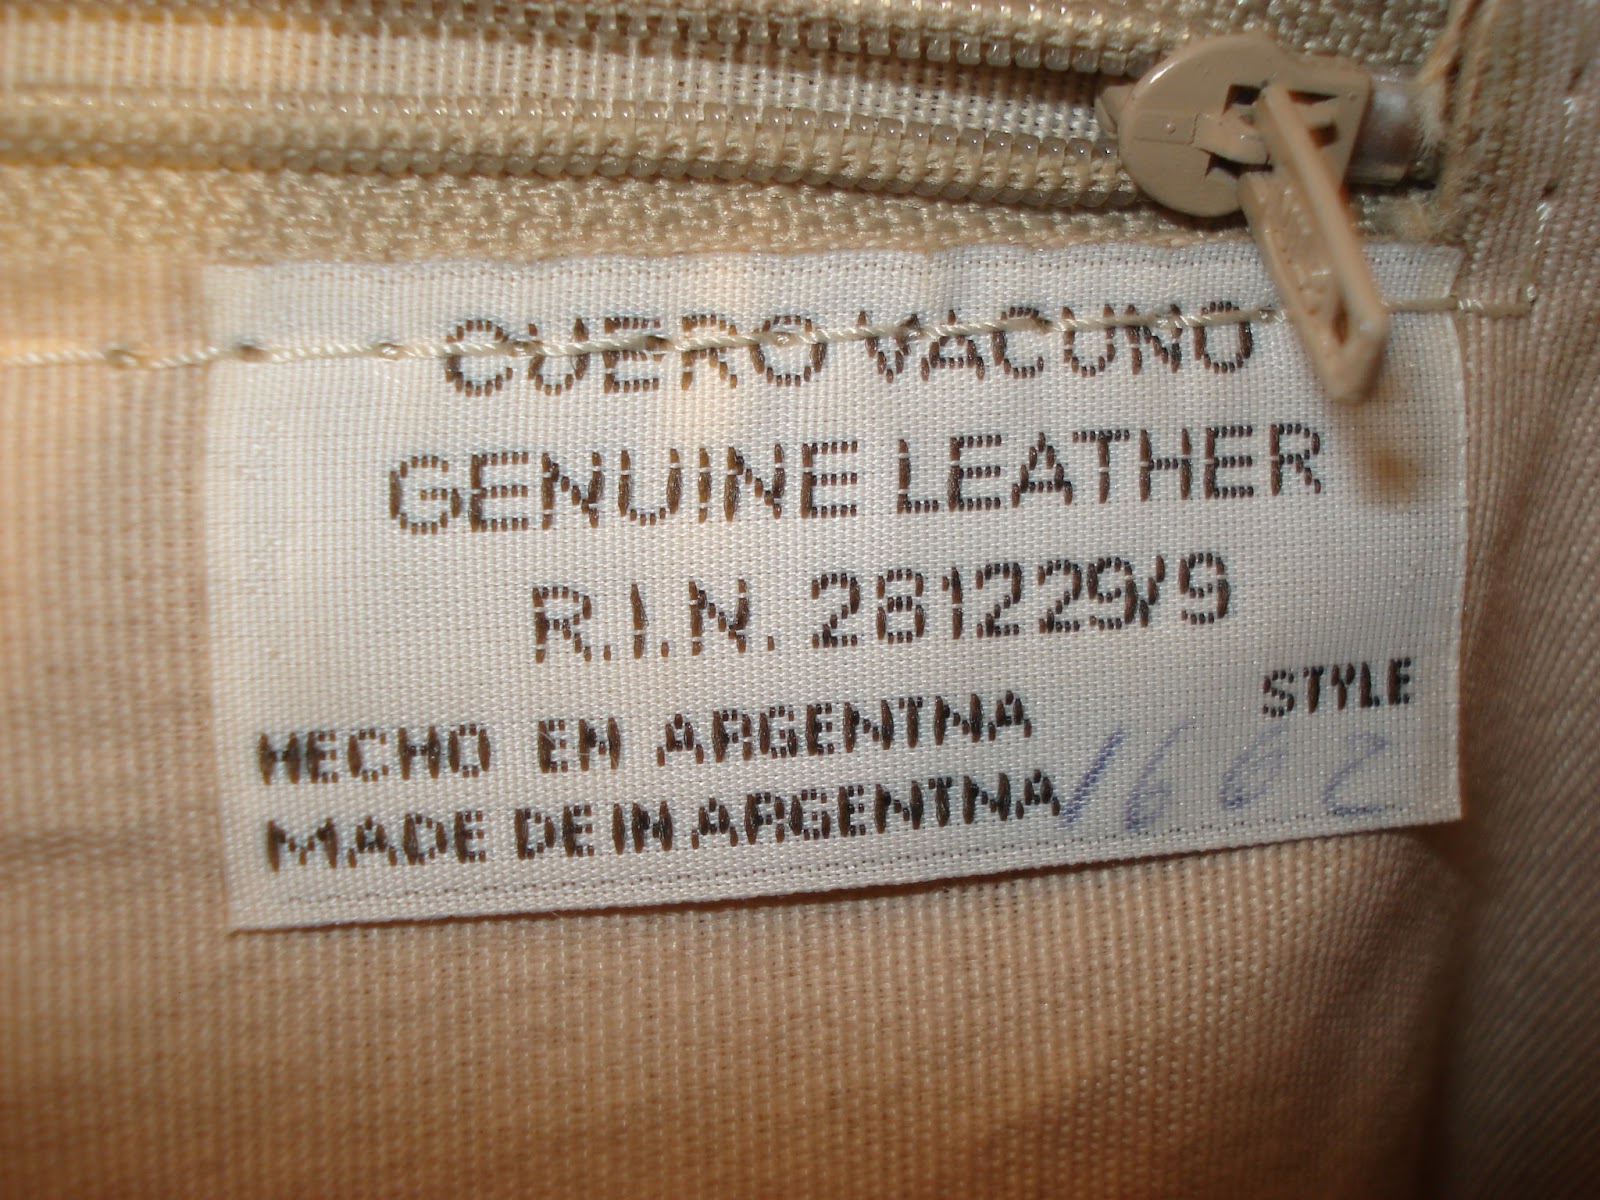 CUERO VACUNO
GENUINE LEATHER
R.I.N. 281229/9
STYLE
HECHO EN ARGENTNA
1662
MADE DE IN ARGENTNA